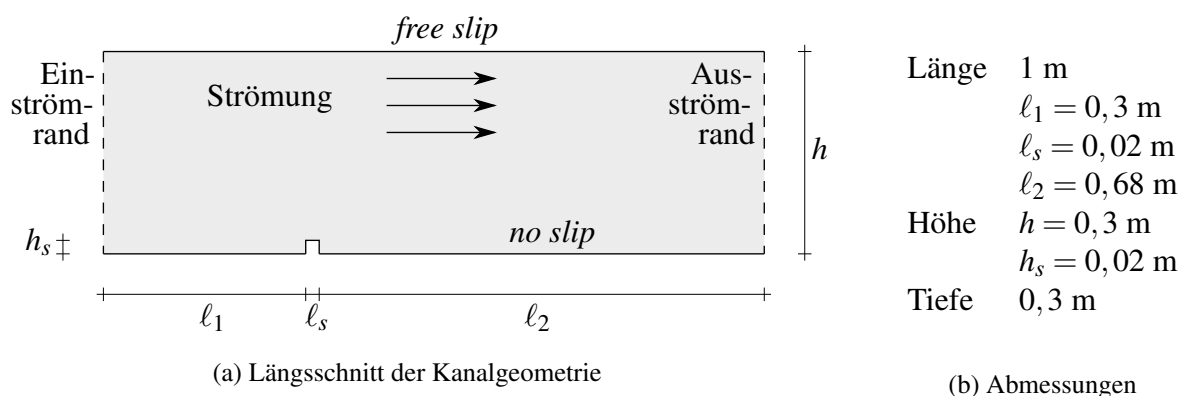 free slip
Ein-
ström-
rand
Strömung
Aus-
ström-
rand
h
h_s
no slip
ℓ_1
ℓ_s
ℓ_2
(a) Längsschnitt der Kanalgeometrie
Länge 1 m
ℓ_1 = 0,3 m
ℓ_s = 0,02 m
ℓ_2 = 0,68 m
Höhe h = 0,3 m
h_s = 0,02 m
Tiefe 0,3 m
(b) Abmessungen